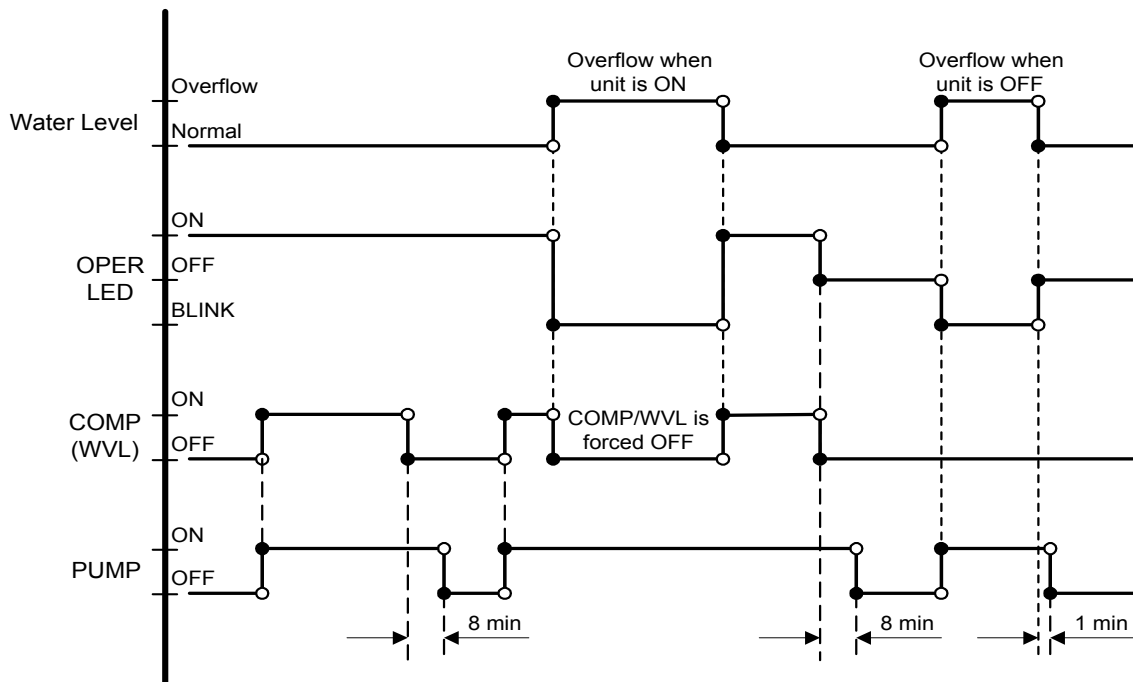 Overflow when
unit is ON
Overflow when
unit is OFF
Overflow
Water Level
Normal
ON
OPER
LED
OFF
BLINK
ON
COMP
(WVL)
OFF
COMP/WVL is
forced OFF
ON
PUMP
OFF
8 min
8 min
1 min